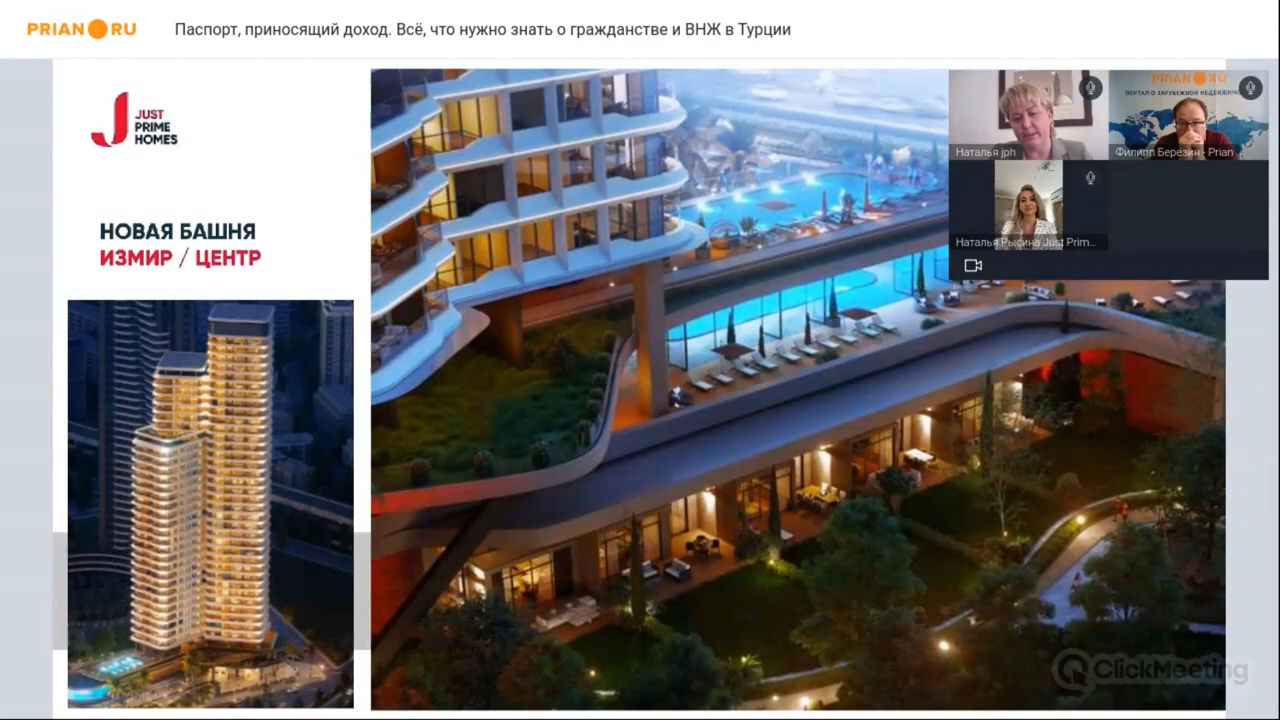 PRIAN RU
Паспорт, приносящий доход. Всё, что нужно знать о гражданстве и ВНЖ в Турции
JUST
PRIME
HOMES
НОВАЯ БАШНЯ
ИЗМИР / ЦЕНТР
PRIAN RU
ПОРТАЛ О ЗАРУБЕЖНОЙ НЕДВИЖИМО
Наталья jph
Филипп Березин - Prian
Наталья Рысина Just Prim...
ClickMeeting